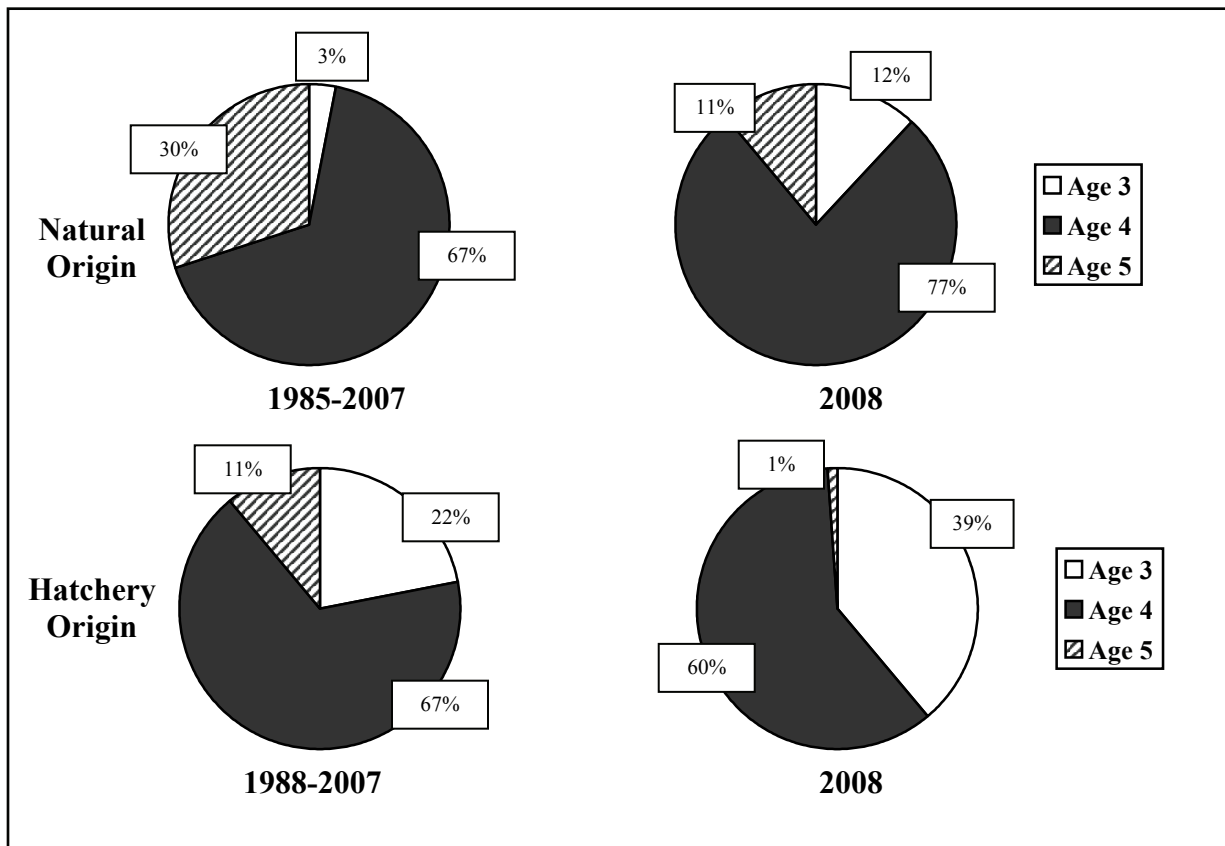 3%
30%
67%
Natural
Origin
1985-2007
12%
11%
77%
2008
Age 3
Age 4
Age 5
11%
22%
67%
Hatchery
Origin
1988-2007
1%
39%
60%
2008
Age 3
Age 4
Age 5